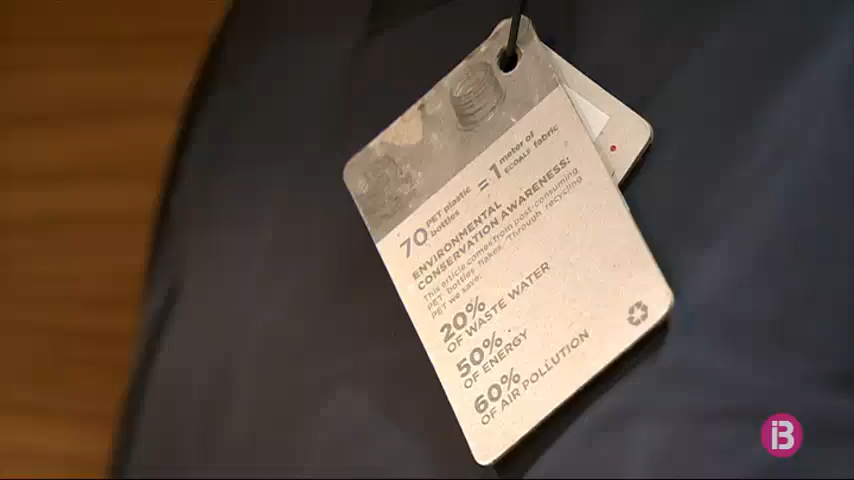 70 PET plastic bottles = 1 meter of ECOALF fabric
ENVIRONMENTAL
CONSERVATION AWARENESS:
This article comes from post-consuming
PET bottles flakes. Through recycling
PET we save:
20%
OF WASTE WATER
50%
OF ENERGY
60%
OF AIR POLLUTION
iB